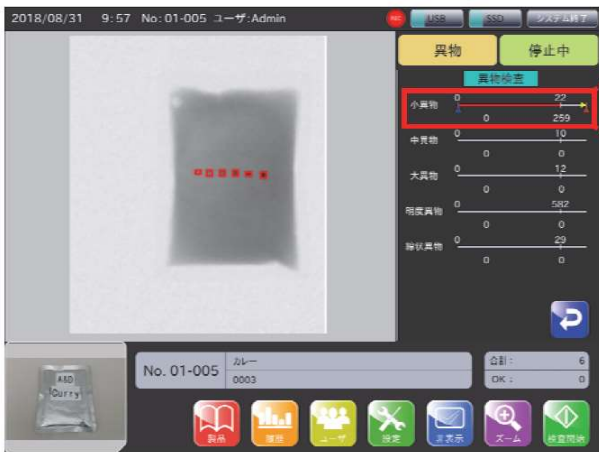 2018/08/31 9:57 No:01-005 ユーザ:Admin REC USB SSD システム終了
異物 停止中
異物検査
小異物 0 22
0 259
中異物 0 10
0 0
大異物 0 12
0 0
明度異物 0 582
0 0
線状異物 0 29
0 0
A&D
Curry
No. 01-005
カレー
0003
合計: 6
OK: 0
製品 履歴 ユーザ 設定 非表示 ズーム 検査開始